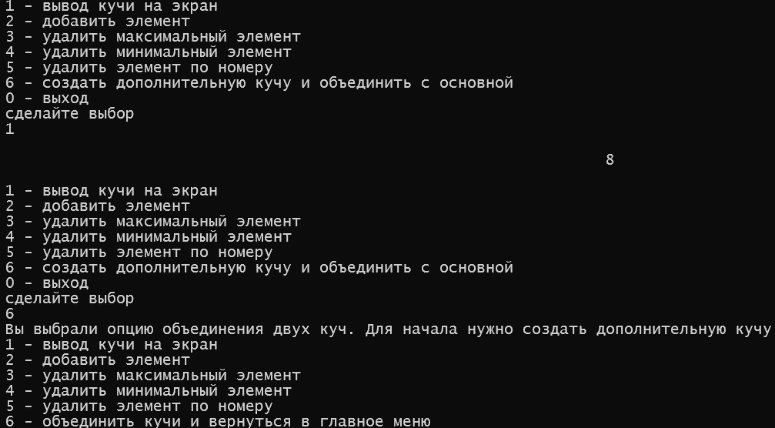 1 - вывод кучи на экран
2 - добавить элемент
3 - удалить максимальный элемент
4 - удалить минимальный элемент
5 - удалить элемент по номеру
6 - создать дополнительную кучу и объединить с основной
0 - выход
сделайте выбор
1
8
1 - вывод кучи на экран
2 - добавить элемент
3 - удалить максимальный элемент
4 - удалить минимальный элемент
5 - удалить элемент по номеру
6 - создать дополнительную кучу и объединить с основной
0 - выход
сделайте выбор
6
Вы выбрали опцию объединения двух куч. Для начала нужно создать дополнительную кучу
1 - вывод кучи на экран
2 - добавить элемент
3 - удалить максимальный элемент
4 - удалить минимальный элемент
5 - удалить элемент по номеру
6 - объединить кучи и вернуться в главное меню